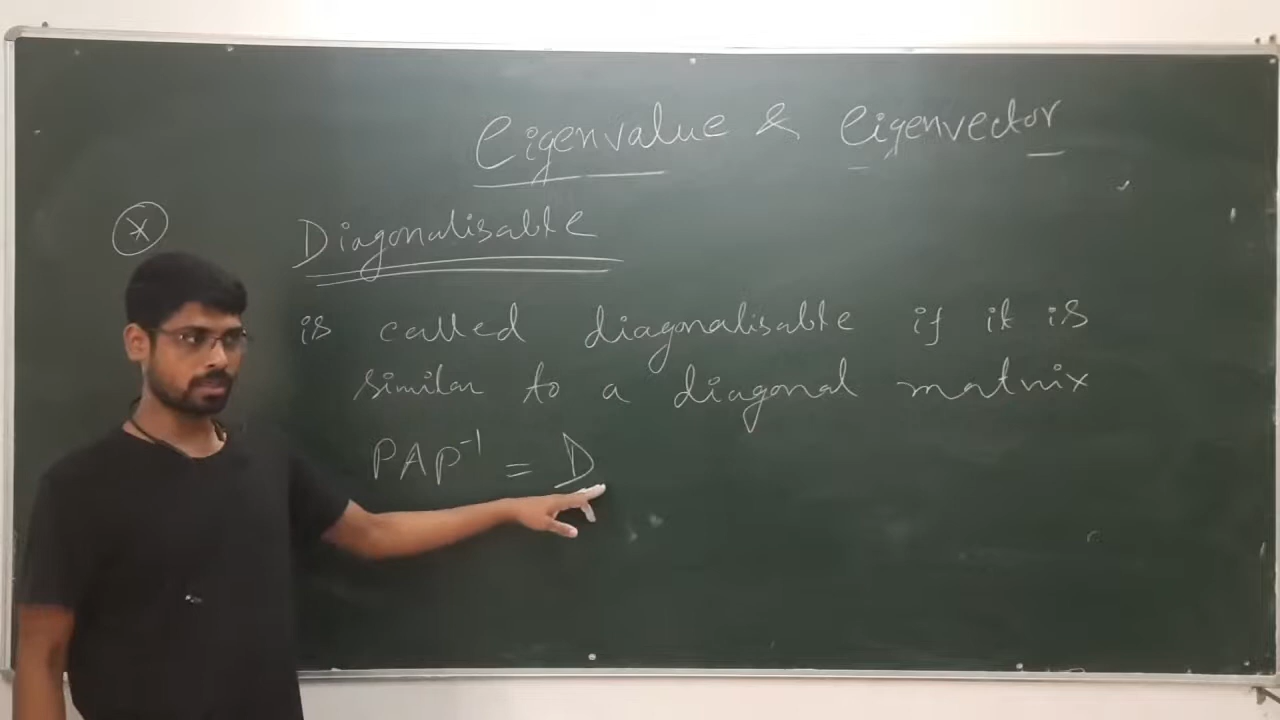 Eigenvalue & eigenvector
* Diagonalisable
is called diagonalisable if it is
similar to a diagonal matrix
PAP⁻¹ = D